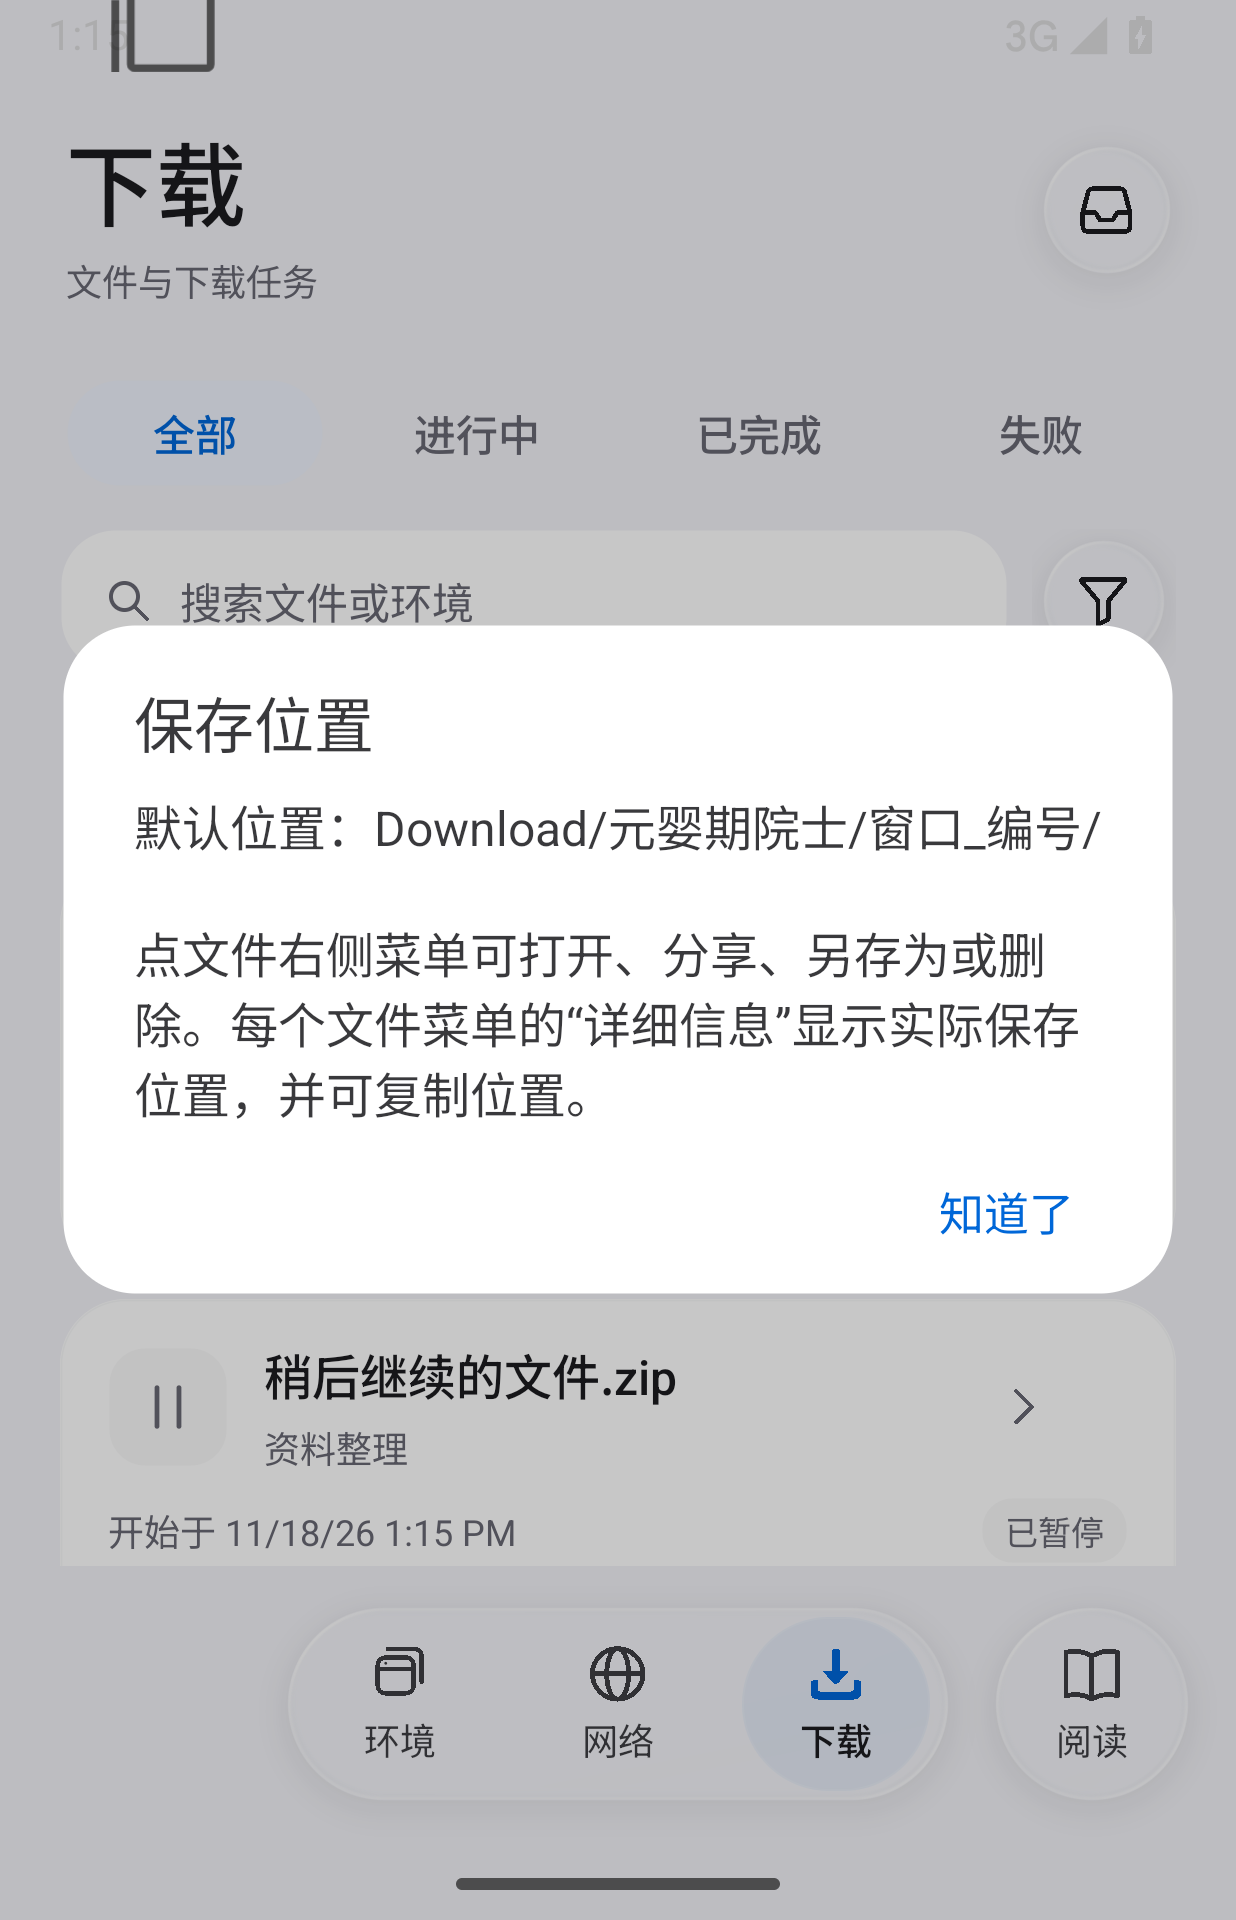 1:15
3G
下载
文件与下载任务
全部
进行中
已完成
失败
搜索文件或环境
保存位置
默认位置：Download/元婴期院士/窗口_编号/
点文件右侧菜单可打开、分享、另存为或删
除。每个文件菜单的“详细信息”显示实际保存
位置，并可复制位置。
知道了
稍后继续的文件.zip
资料整理
开始于 11/18/26 1:15 PM
已暂停
环境
网络
下载
阅读